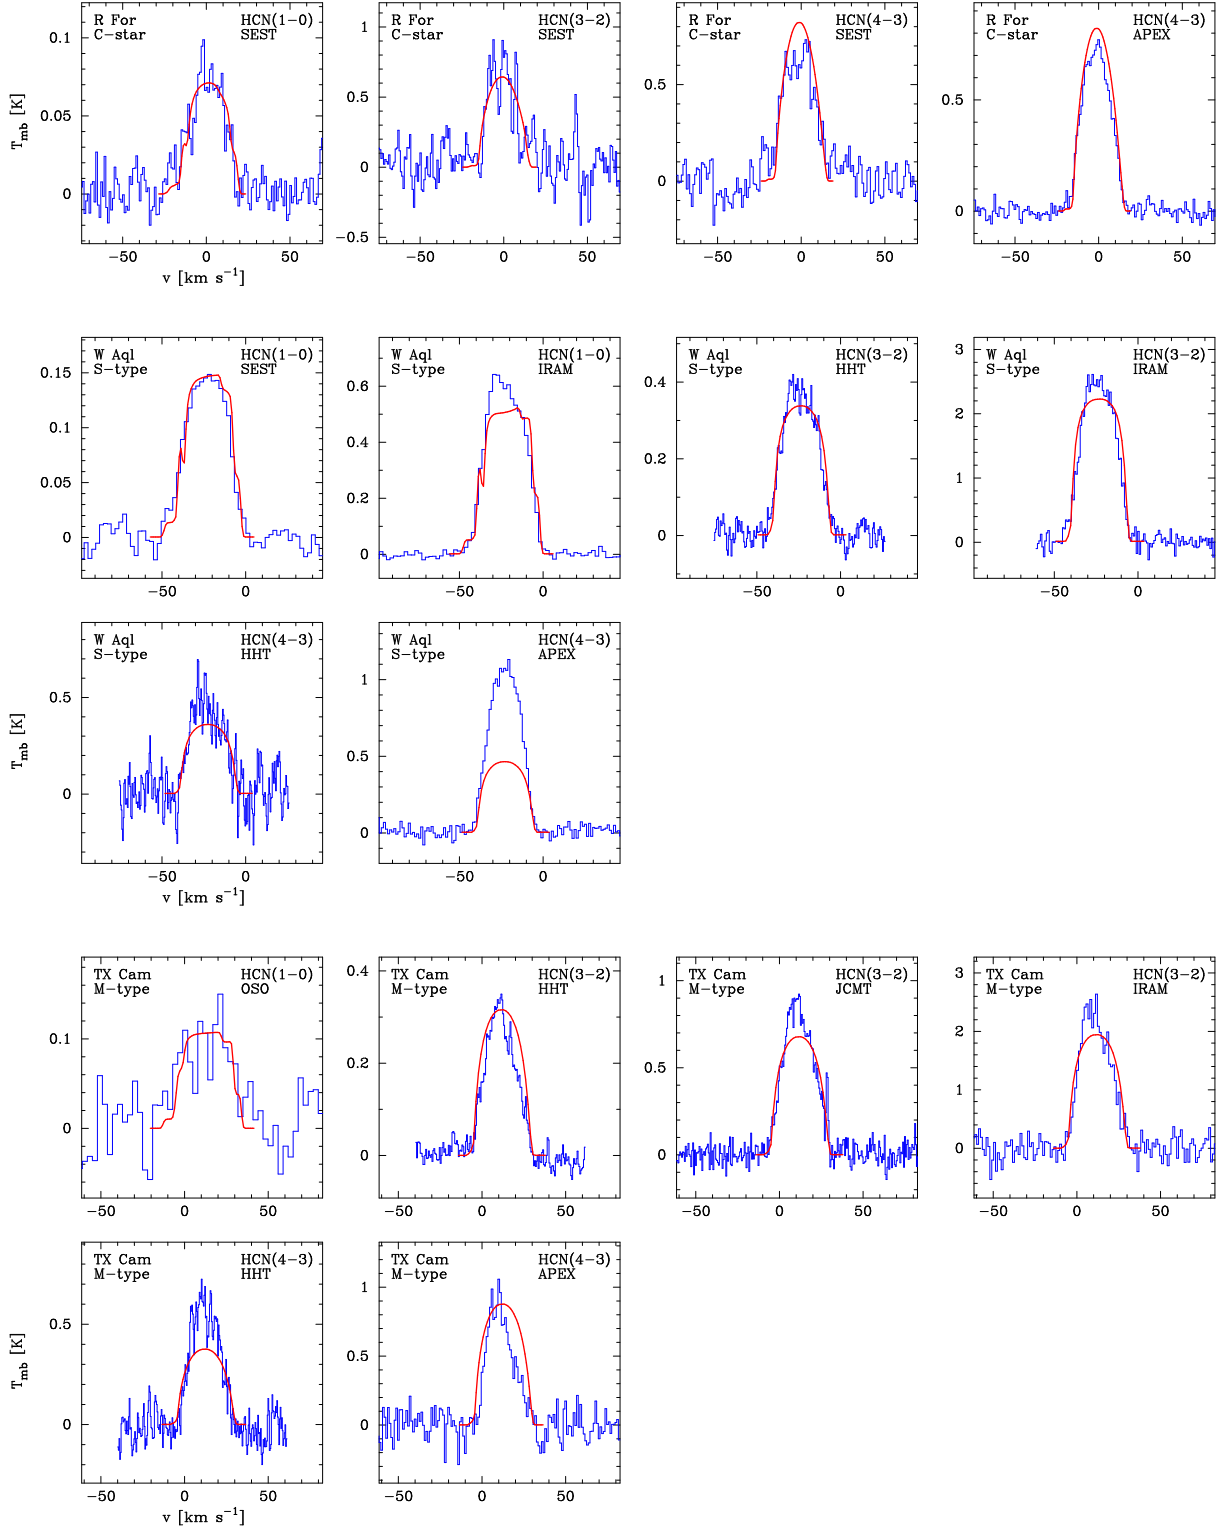 R For HCN(1−0) R For HCN(3−2) R For HCN(4−3) R For HCN(4−3)
C−star SEST C−star SEST C−star SEST C−star APEX
0.1
0.05
0
1
0.5
0
−0.5
0.5
0
0.5
0
T_mb [K]
−50 0 50 −50 0 50 −50 0 50 −50 0 50
v [km s⁻¹]
W Aql HCN(1−0) W Aql HCN(1−0) W Aql HCN(3−2) W Aql HCN(3−2)
S−type SEST S−type IRAM S−type HHT S−type IRAM
0.15
0.1
0.05
0
0.6
0.4
0.2
0
0.4
0.2
0
3
2
1
0
−50 0 −50 0 −50 0 −50 0
W Aql HCN(4−3) W Aql HCN(4−3)
S−type HHT S−type APEX
0.5
0
1
0.5
0
T_mb [K]
−50 0 −50 0
v [km s⁻¹]
TX Cam HCN(1−0) TX Cam HCN(3−2) TX Cam HCN(3−2) TX Cam HCN(3−2)
M−type OSO M−type HHT M−type JCMT M−type IRAM
0.1
0
0.4
0.2
0
1
0.5
0
3
2
1
0
−50 0 50 −50 0 50 −50 0 50 −50 0 50
TX Cam HCN(4−3) TX Cam HCN(4−3)
M−type HHT M−type APEX
0.5
0
1
0.5
0
T_mb [K]
−50 0 50 −50 0 50
v [km s⁻¹]